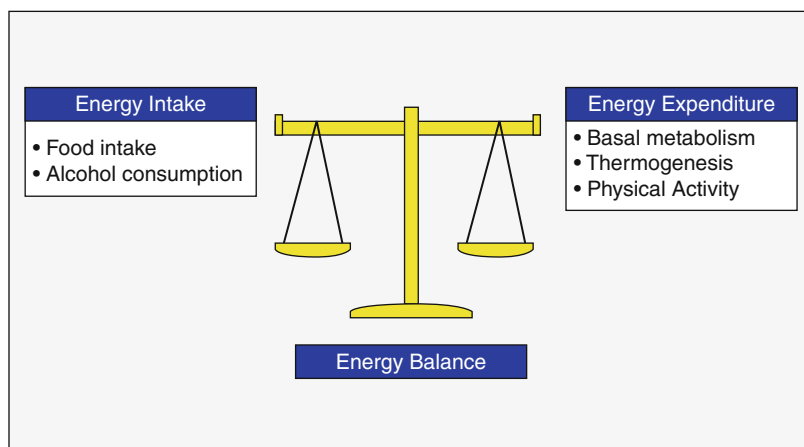 Energy Intake
• Food intake
• Alcohol consumption
Energy Expenditure
• Basal metabolism
• Thermogenesis
• Physical Activity
Energy Balance